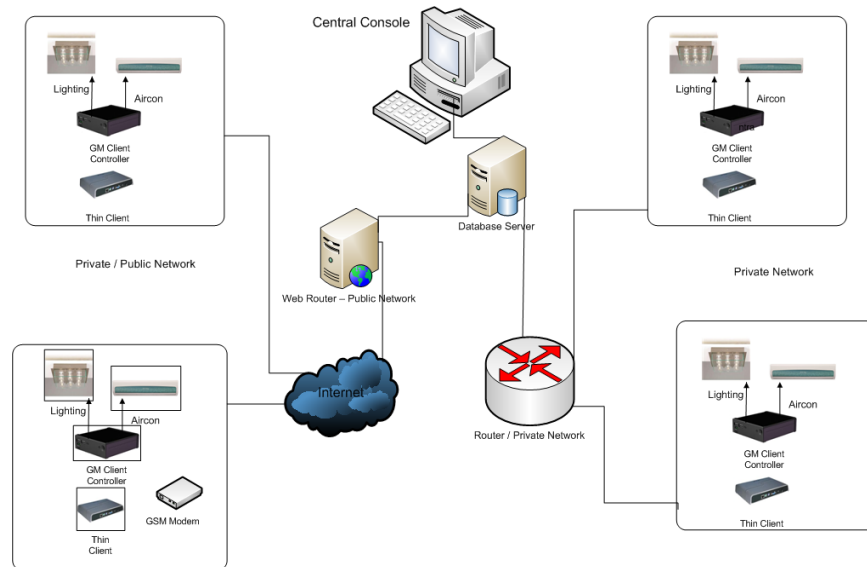 Central Console
Lighting
Aircon
GM Client
Controller
Thin Client
Private / Public Network
Database Server
Web Router – Public Network
Lighting
Aircon
GM Client
Controller
Thin Client
Private Network
Lighting
Aircon
GM Client
Controller
Thin
Client
GSM Modem
Internet
Router / Private Network
Lighting
Aircon
GM Client
Controller
Thin Client